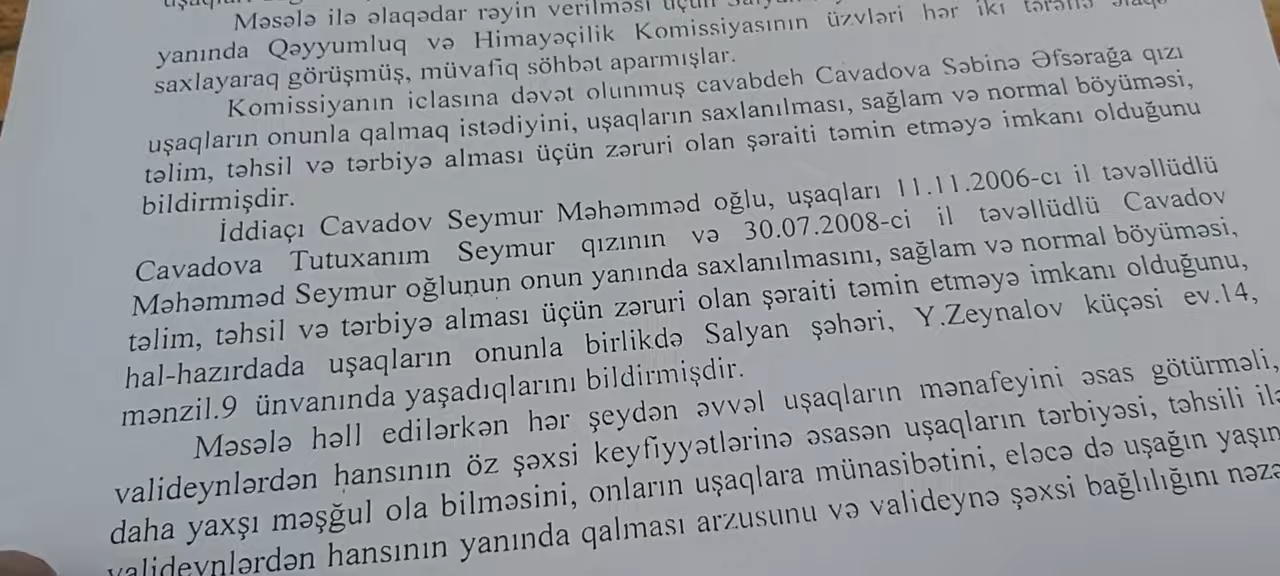 Məsələ ilə əlaqədar rəyin verilməsi üçün
yanında Qəyyumluq və Himayəçilik Komissiyasının üzvləri hər iki tərəflə
saxlayaraq görüşmüş, müvafiq söhbət aparmışlar.
Komissiyanın iclasına dəvət olunmuş cavabdeh Cavadova Səbinə Əfsərağa qızı
uşaqların onunla qalmaq istədiyini, uşaqların saxlanılması, sağlam və normal böyüməsi,
təlim, təhsil və tərbiyə alması üçün zəruri olan şəraiti təmin etməyə imkanı olduğunu
bildirmişdir.
İddiaçı Cavadov Seymur Məhəmməd oğlu, uşaqları 11.11.2006-cı il təvəllüdlü
Cavadova Tutuxanım Seymur qızının və 30.07.2008-ci il təvəllüdlü Cavadov
Məhəmməd Seymur oğlunun onun yanında saxlanılmasını, sağlam və normal böyüməsi,
təlim, təhsil və tərbiyə alması üçün zəruri olan şəraiti təmin etməyə imkanı olduğunu,
hal-hazırdada uşaqların onunla birlikdə Salyan şəhəri, Y.Zeynalov küçəsi ev.14,
mənzil.9 ünvanında yaşadıqlarını bildirmişdir.
Məsələ həll edilərkən hər şeydən əvvəl uşaqların mənafeyini əsas götürməli,
valideynlərdən hansının öz şəxsi keyfiyyətlərinə əsasən uşaqların tərbiyəsi, təhsili ilə
daha yaxşı məşğul ola bilməsini, onların uşaqlara münasibətini, eləcə də uşağın yaşın
valideynlərdən hansının yanında qalması arzusunu və valideynə şəxsi bağlılığını nəzə